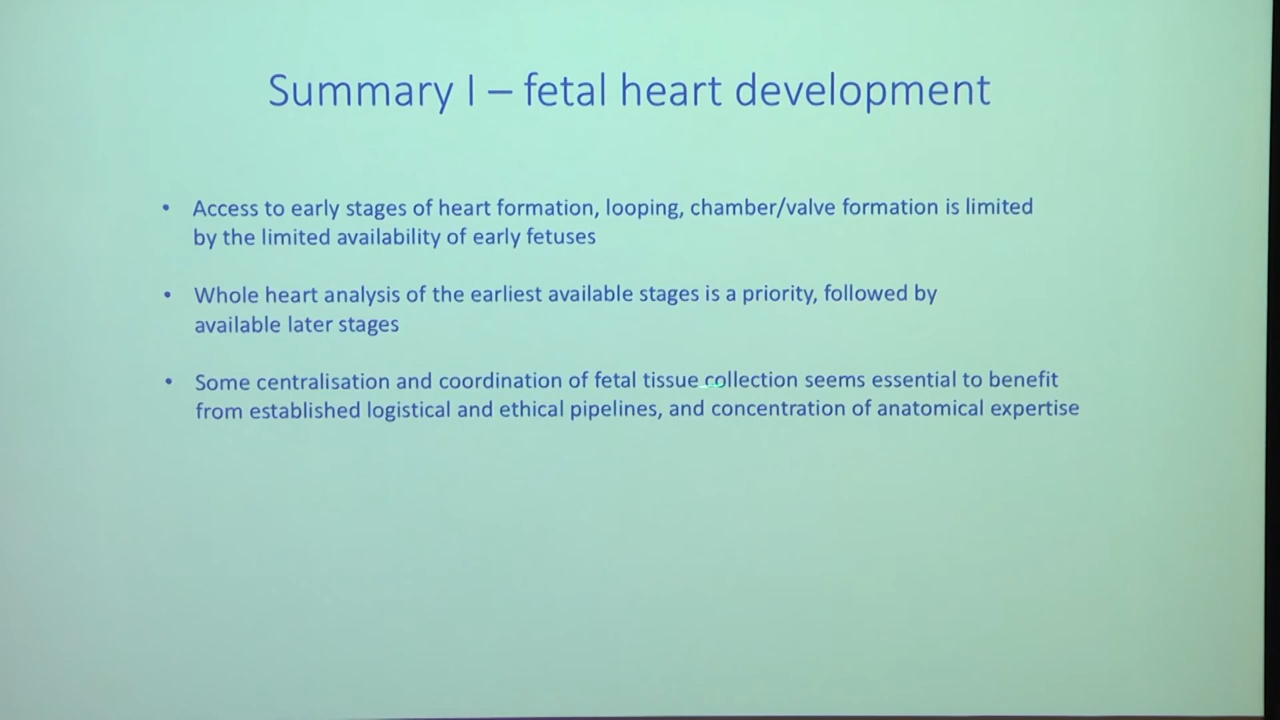 Summary I – fetal heart development
• Access to early stages of heart formation, looping, chamber/valve formation is limited
by the limited availability of early fetuses
• Whole heart analysis of the earliest available stages is a priority, followed by
available later stages
• Some centralisation and coordination of fetal tissue collection seems essential to benefit
from established logistical and ethical pipelines, and concentration of anatomical expertise